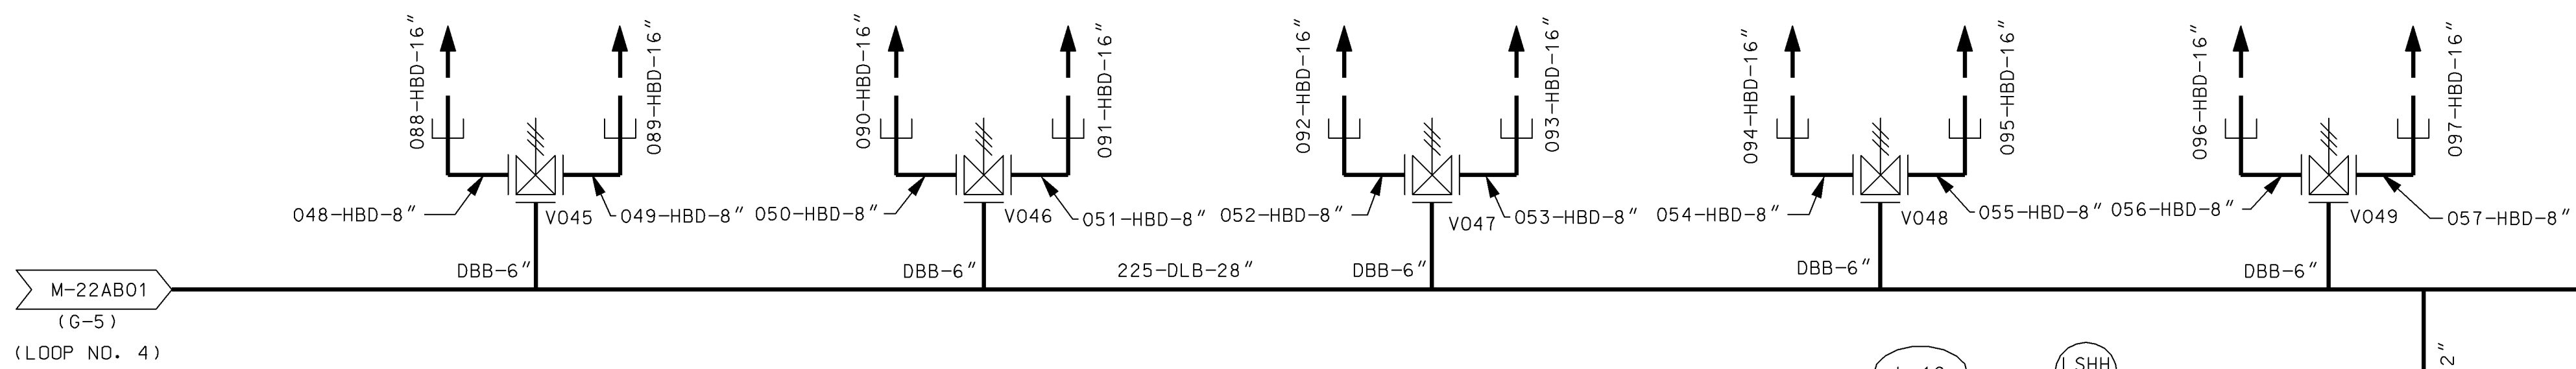 088-HBD-16"
089-HBD-16"
090-HBD-16"
091-HBD-16"
092-HBD-16"
093-HBD-16"
094-HBD-16"
095-HBD-16"
096-HBD-16"
097-HBD-16"
048-HBD-8"
V045
049-HBD-8"
050-HBD-8"
V046
051-HBD-8"
052-HBD-8"
V047
053-HBD-8"
054-HBD-8"
V048
055-HBD-8"
056-HBD-8"
V049
057-HBD-8"
DBB-6"
DBB-6"
225-DLB-28"
DBB-6"
DBB-6"
DBB-6"
M-22AB01
(G-5)
(LOOP NO. 4)
LSHH
2"